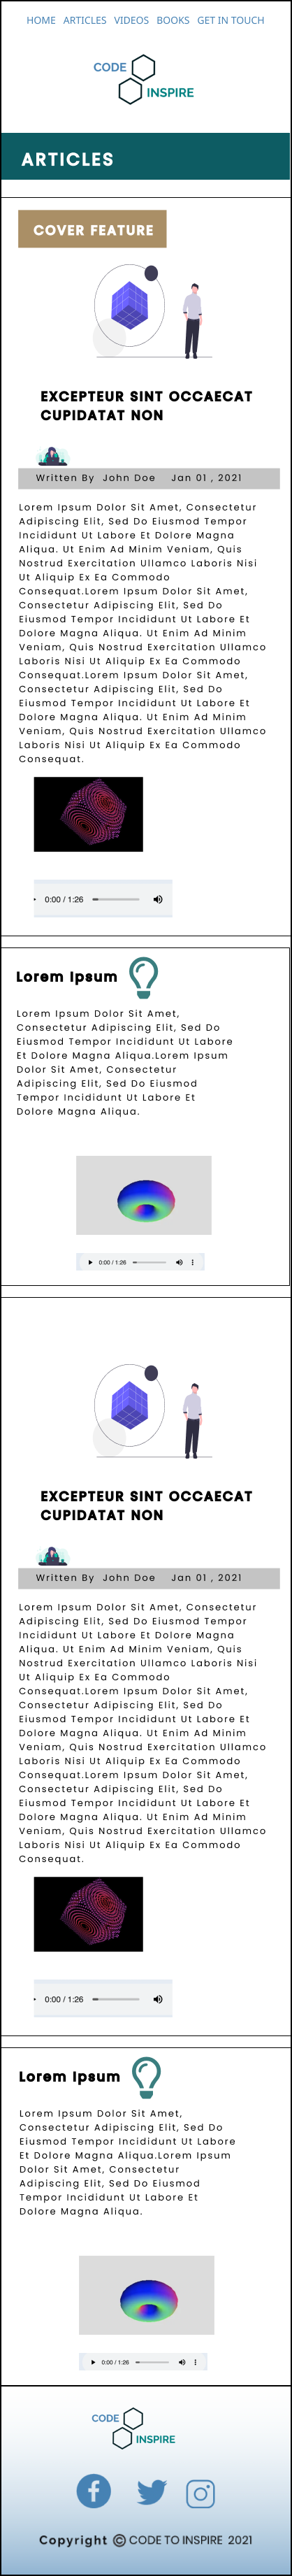 HOME ARTICLES VIDEOS BOOKS GET IN TOUCH
CODE
INSPIRE
ARTICLES
COVER FEATURE
EXCEPTEUR SINT OCCAECAT
CUPIDATAT NON
Written By John Doe Jan 01 , 2021
Lorem Ipsum Dolor Sit Amet, Consectetur
Adipiscing Elit, Sed Do Eiusmod Tempor
Incididunt Ut Labore Et Dolore Magna
Aliqua. Ut Enim Ad Minim Veniam, Quis
Nostrud Exercitation Ullamco Laboris Nisi
Ut Aliquip Ex Ea Commodo
Consequat.Lorem Ipsum Dolor Sit Amet,
Consectetur Adipiscing Elit, Sed Do
Eiusmod Tempor Incididunt Ut Labore Et
Dolore Magna Aliqua. Ut Enim Ad Minim
Veniam, Quis Nostrud Exercitation Ullamco
Laboris Nisi Ut Aliquip Ex Ea Commodo
Consequat.Lorem Ipsum Dolor Sit Amet,
Consectetur Adipiscing Elit, Sed Do
Eiusmod Tempor Incididunt Ut Labore Et
Dolore Magna Aliqua. Ut Enim Ad Minim
Veniam, Quis Nostrud Exercitation Ullamco
Laboris Nisi Ut Aliquip Ex Ea Commodo
Consequat.
0:00 / 1:26
Lorem Ipsum
Lorem Ipsum Dolor Sit Amet,
Consectetur Adipiscing Elit, Sed Do
Eiusmod Tempor Incididunt Ut Labore
Et Dolore Magna Aliqua.Lorem Ipsum
Dolor Sit Amet, Consectetur
Adipiscing Elit, Sed Do Eiusmod
Tempor Incididunt Ut Labore Et
Dolore Magna Aliqua.
0:00 / 1:26
EXCEPTEUR SINT OCCAECAT
CUPIDATAT NON
Written By John Doe Jan 01 , 2021
Lorem Ipsum Dolor Sit Amet, Consectetur
Adipiscing Elit, Sed Do Eiusmod Tempor
Incididunt Ut Labore Et Dolore Magna
Aliqua. Ut Enim Ad Minim Veniam, Quis
Nostrud Exercitation Ullamco Laboris Nisi
Ut Aliquip Ex Ea Commodo
Consequat.Lorem Ipsum Dolor Sit Amet,
Consectetur Adipiscing Elit, Sed Do
Eiusmod Tempor Incididunt Ut Labore Et
Dolore Magna Aliqua. Ut Enim Ad Minim
Veniam, Quis Nostrud Exercitation Ullamco
Laboris Nisi Ut Aliquip Ex Ea Commodo
Consequat.Lorem Ipsum Dolor Sit Amet,
Consectetur Adipiscing Elit, Sed Do
Eiusmod Tempor Incididunt Ut Labore Et
Dolore Magna Aliqua. Ut Enim Ad Minim
Veniam, Quis Nostrud Exercitation Ullamco
Laboris Nisi Ut Aliquip Ex Ea Commodo
Consequat.
0:00 / 1:26
Lorem Ipsum
Lorem Ipsum Dolor Sit Amet,
Consectetur Adipiscing Elit, Sed Do
Eiusmod Tempor Incididunt Ut Labore
Et Dolore Magna Aliqua.Lorem Ipsum
Dolor Sit Amet, Consectetur
Adipiscing Elit, Sed Do Eiusmod
Tempor Incididunt Ut Labore Et
Dolore Magna Aliqua.
0:00 / 1:26
CODE
INSPIRE
Copyright © CODE TO INSPIRE 2021